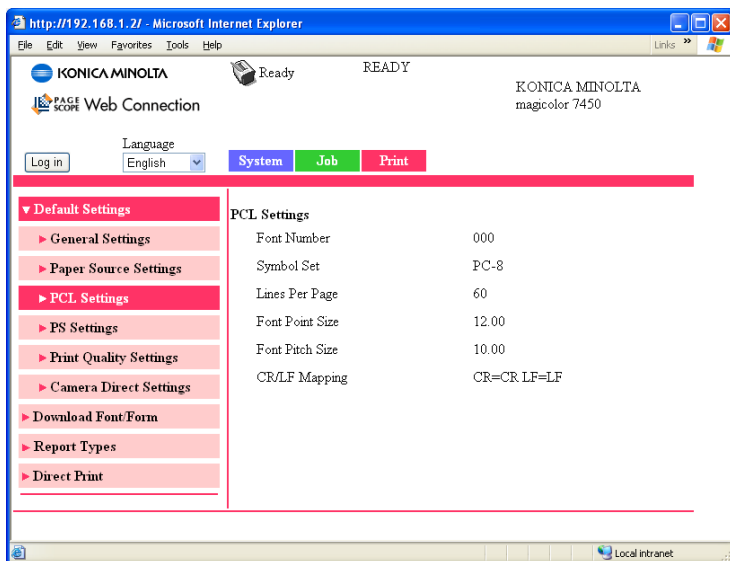 http://192.168.1.2/ - Microsoft Internet Explorer
File Edit View Favorites Tools Help Links »
KONICA MINOLTA
Ready
READY
KONICA MINOLTA
magicolor 7450
PAGE SCOPE Web Connection
Language
Log in
English
System
Job
Print
Default Settings
General Settings
Paper Source Settings
PCL Settings
PS Settings
Print Quality Settings
Camera Direct Settings
Download Font/Form
Report Types
Direct Print
PCL Settings
Font Number 000
Symbol Set PC-8
Lines Per Page 60
Font Point Size 12.00
Font Pitch Size 10.00
CR/LF Mapping CR=CR LF=LF
Local intranet